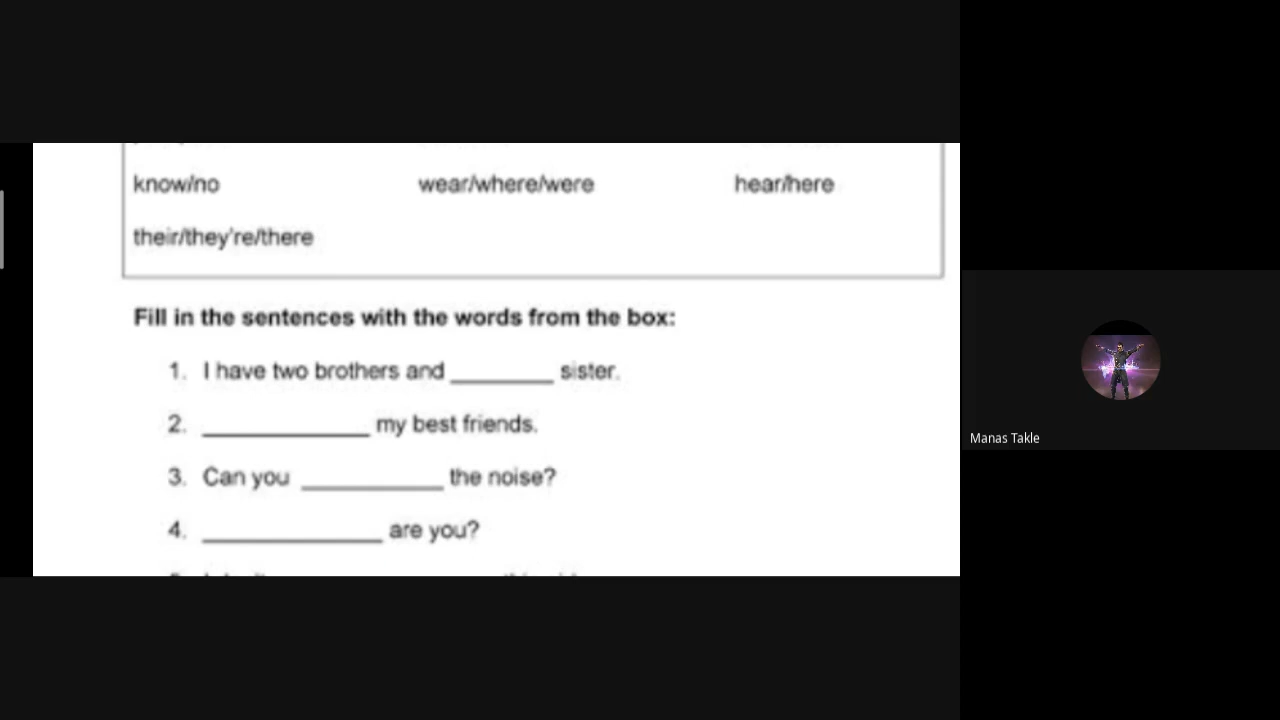 know/no wear/where/were hear/here
their/they're/there
Fill in the sentences with the words from the box:
1. I have two brothers and ________ sister.
2. ____________ my best friends.
3. Can you ___________ the noise?
4. ______________ are you?
Manas Takle